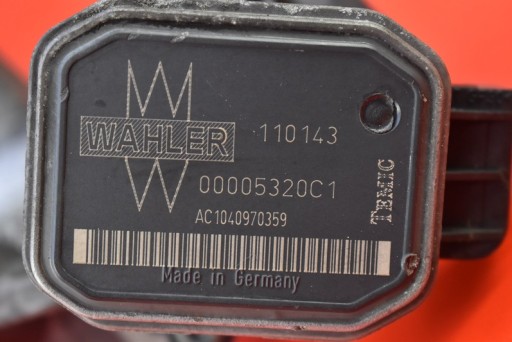 WAHLER 110143
00005320C1
TEMIC
AC1040970359
Made in Germany